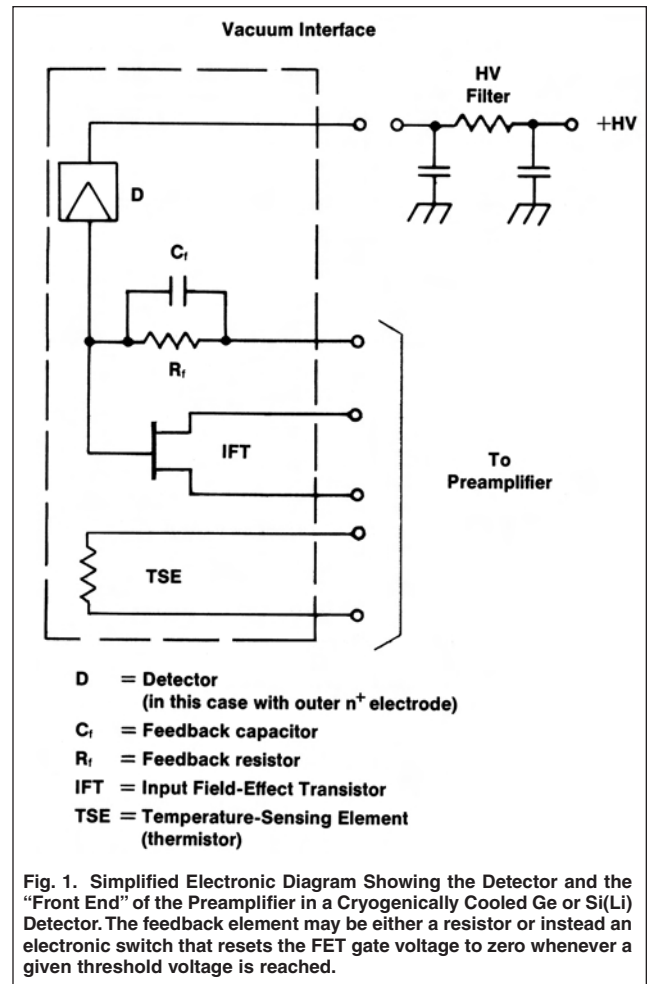 Vacuum Interface
HV
Filter
+HV
D
Cf
Rf
IFT
To
Preamplifier
TSE
D = Detector
(in this case with outer n+ electrode)
Cf = Feedback capacitor
Rf = Feedback resistor
IFT = Input Field-Effect Transistor
TSE = Temperature-Sensing Element
(thermistor)
Fig. 1. Simplified Electronic Diagram Showing the Detector and the
“Front End” of the Preamplifier in a Cryogenically Cooled Ge or Si(Li)
Detector. The feedback element may be either a resistor or instead an
electronic switch that resets the FET gate voltage to zero whenever a
given threshold voltage is reached.